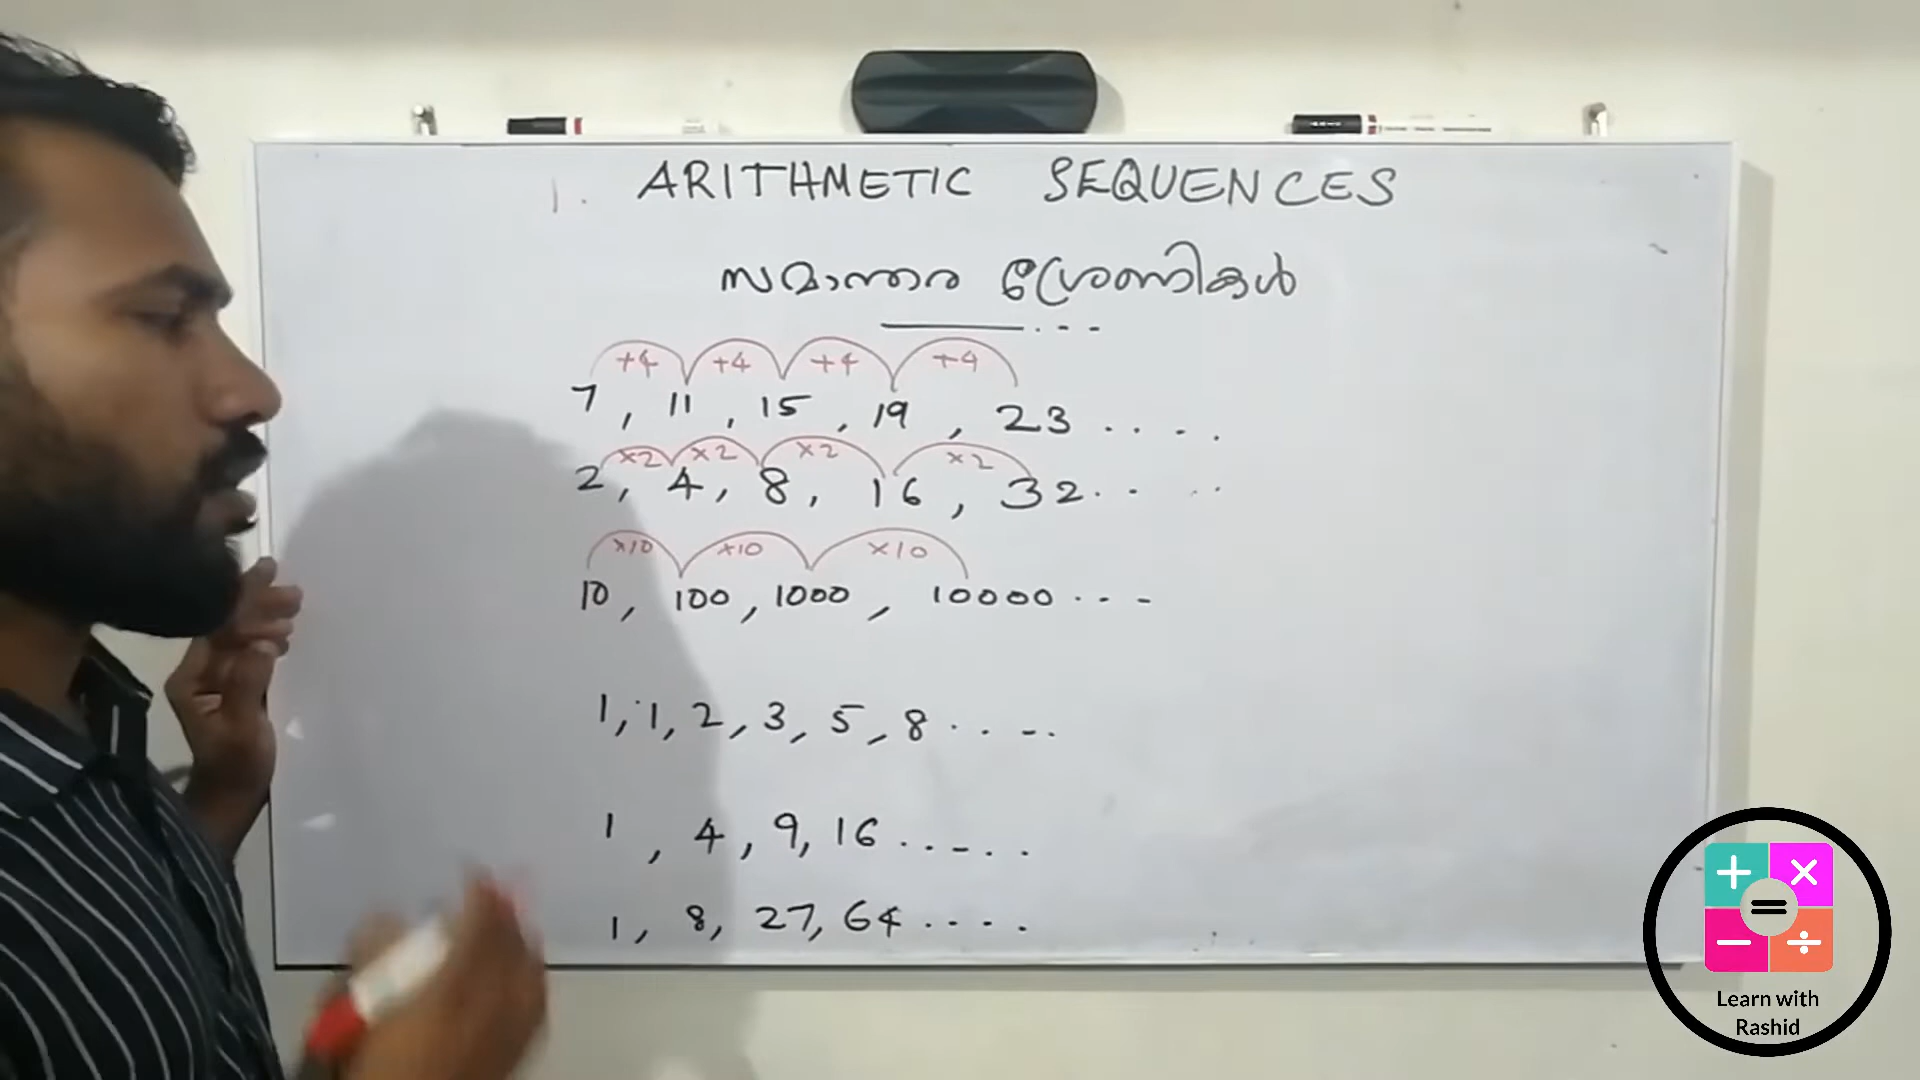 1. ARITHMETIC SEQUENCES
സമാന്തര ശ്രേണികൾ
+4 +4 +4 +4
7, 11, 15, 19, 23 ....
×2 ×2 ×2 ×2
2, 4, 8, 16, 32.. ..
×10 ×10 ×10
10, 100, 1000, 10000 ...
1, 1, 2, 3, 5, 8 ....
1, 4, 9, 16 .....
1, 8, 27, 64 ....
+ ×
=
− ÷
Learn with
Rashid